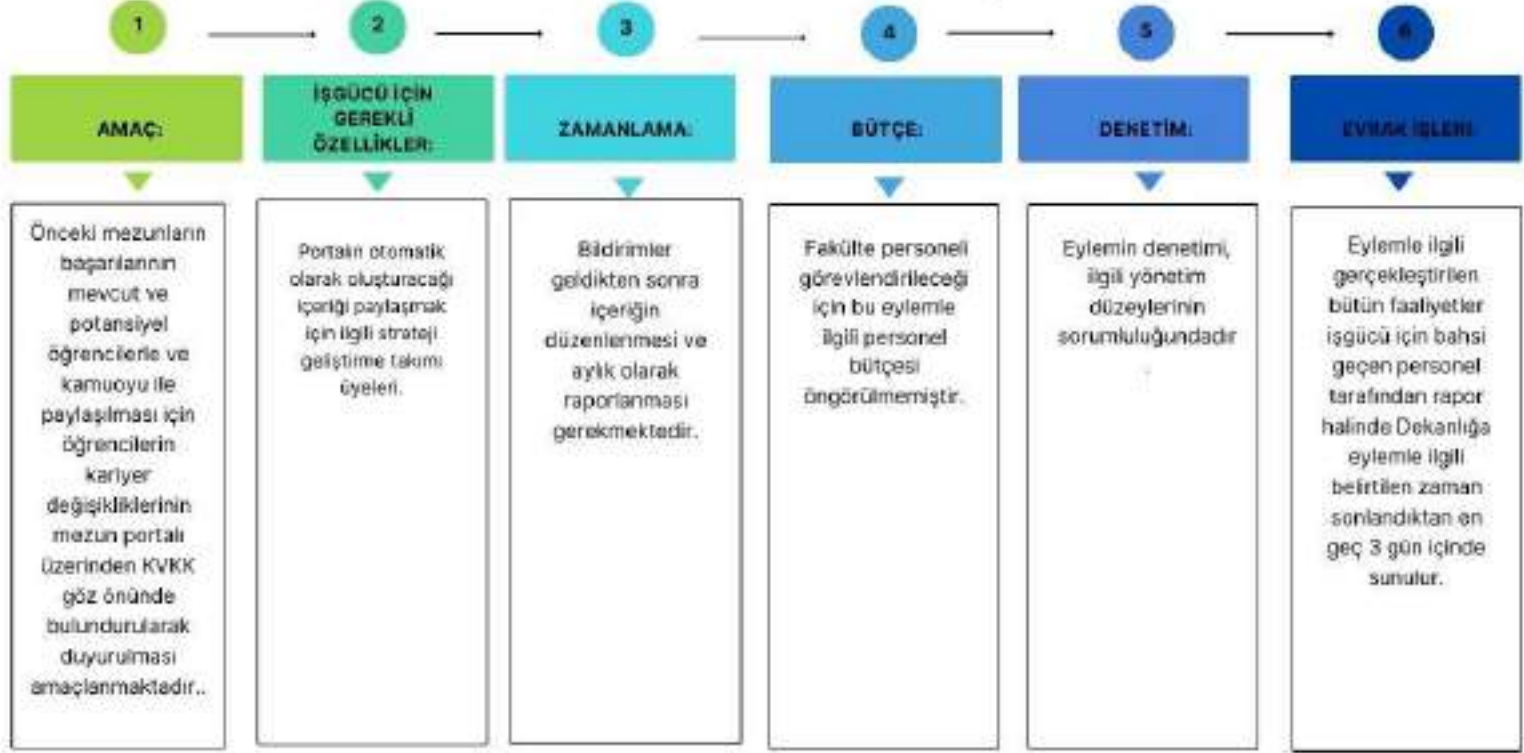 1
2
3
4
5
6
AMAÇ:
Önceki mezunların
başarılarının
mevcut ve
potansiyel
öğrencilerle ve
kamuoyu ile
paylaşılması için
öğrencilerin
kariyer
değişikliklerinin
mezun portalı
üzerinden KVKK
göz önünde
bulundurularak
duyurulması
amaçlanmaktadır..
İŞGÜCÜ İÇİN
GEREKLİ
ÖZELLİKLER:
Portalın otomatik
olarak oluşturacağı
içeriği paylaşmak
için ilgili strateji
geliştirme takımı
üyeleri.
ZAMANLAMA:
Bildirimler
geldikten sonra
içeriğin
düzenlenmesi ve
aylık olarak
raporlanması
gerekmektedir.
BÜTÇE:
Fakülte personeli
görevlendirileceği
için bu eylemle
ilgili personel
bütçesi
öngörülmemiştir.
DENETİM:
Eylemin denetimi,
ilgili yönetim
düzeylerinin
sorumluluğundadır
.
EVRAK İŞLERİ:
Eylemle ilgili
gerçekleştirilen
bütün faaliyetler
işgücü için bahsi
geçen personel
tarafından rapor
halinde Dekanlığa
eylemle ilgili
belirtilen zaman
sonlandıktan en
geç 3 gün içinde
sunulur.